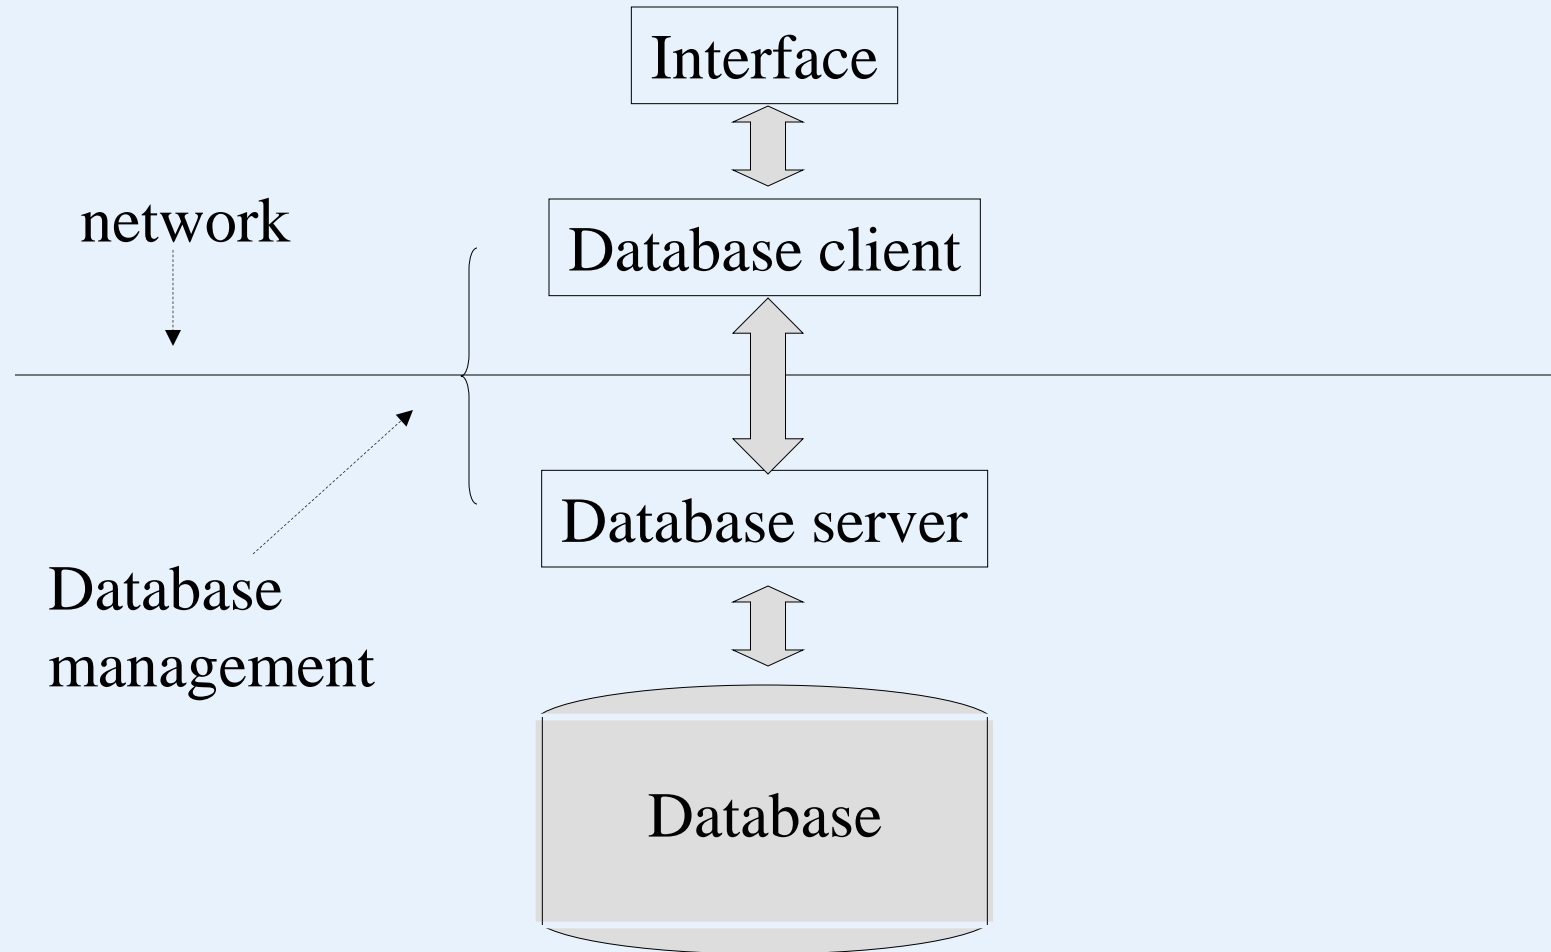 Interface
network
Database client
Database server
Database
management
Database